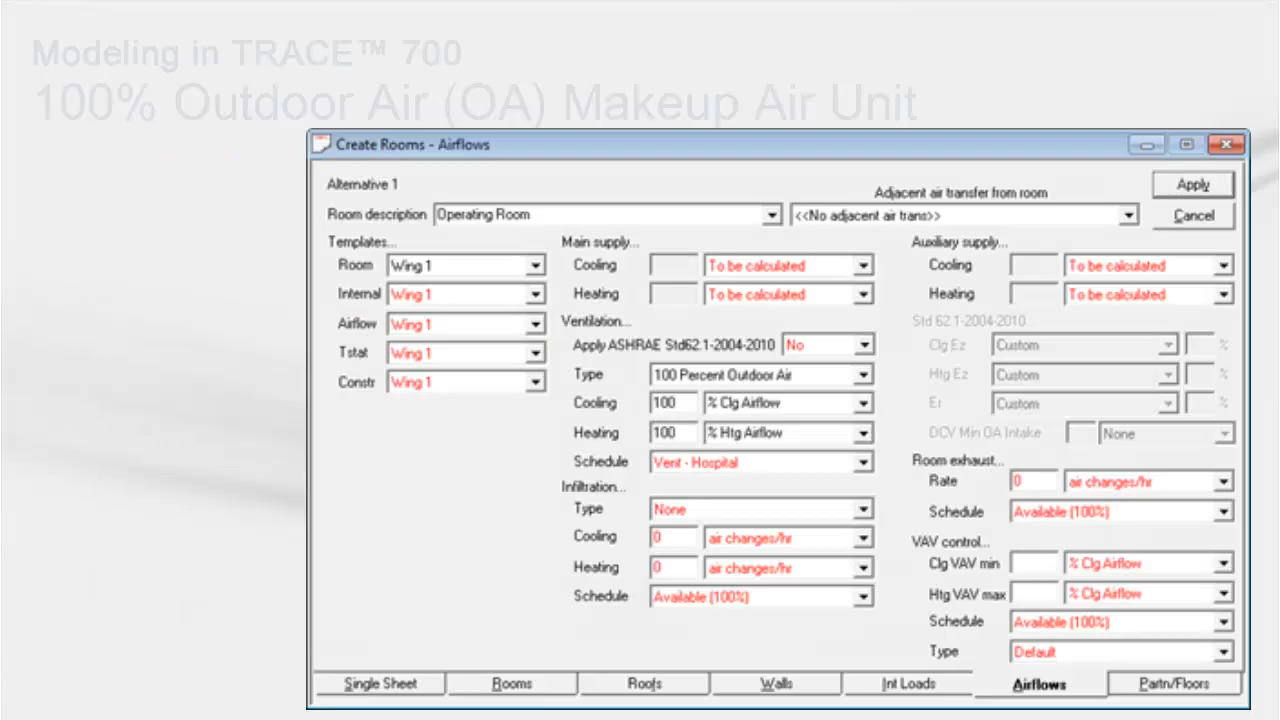 Modeling in TRACE™ 700
100% Outdoor Air (OA) Makeup Air Unit
Create Rooms - Airflows
Alternative 1
Adjacent air transfer from room
Apply
Room description Operating Room <<No adjacent air trans>> Cancel
Templates...
Room Wing 1
Internal Wing 1
Airflow Wing 1
Tstat Wing 1
Constr Wing 1
Main supply...
Cooling To be calculated
Heating To be calculated
Ventilation...
Apply ASHRAE Std62.1-2004-2010 No
Type 100 Percent Outdoor Air
Cooling 100 % Clg Airflow
Heating 100 % Htg Airflow
Schedule Vent - Hospital
Infiltration...
Type None
Cooling 0 air changes/hr
Heating 0 air changes/hr
Schedule Available (100%)
Auxiliary supply...
Cooling To be calculated
Heating To be calculated
Std 62.1-2004-2010
Clg Ez Custom %
Htg Ez Custom %
Er Custom %
DCV Min OA Intake None
Room exhaust...
Rate 0 air changes/hr
Schedule Available (100%)
VAV control...
Clg VAV min % Clg Airflow
Htg VAV max % Clg Airflow
Schedule Available (100%)
Type Default
Single Sheet Rooms Roofs Walls Int Loads Airflows Partn/Floors